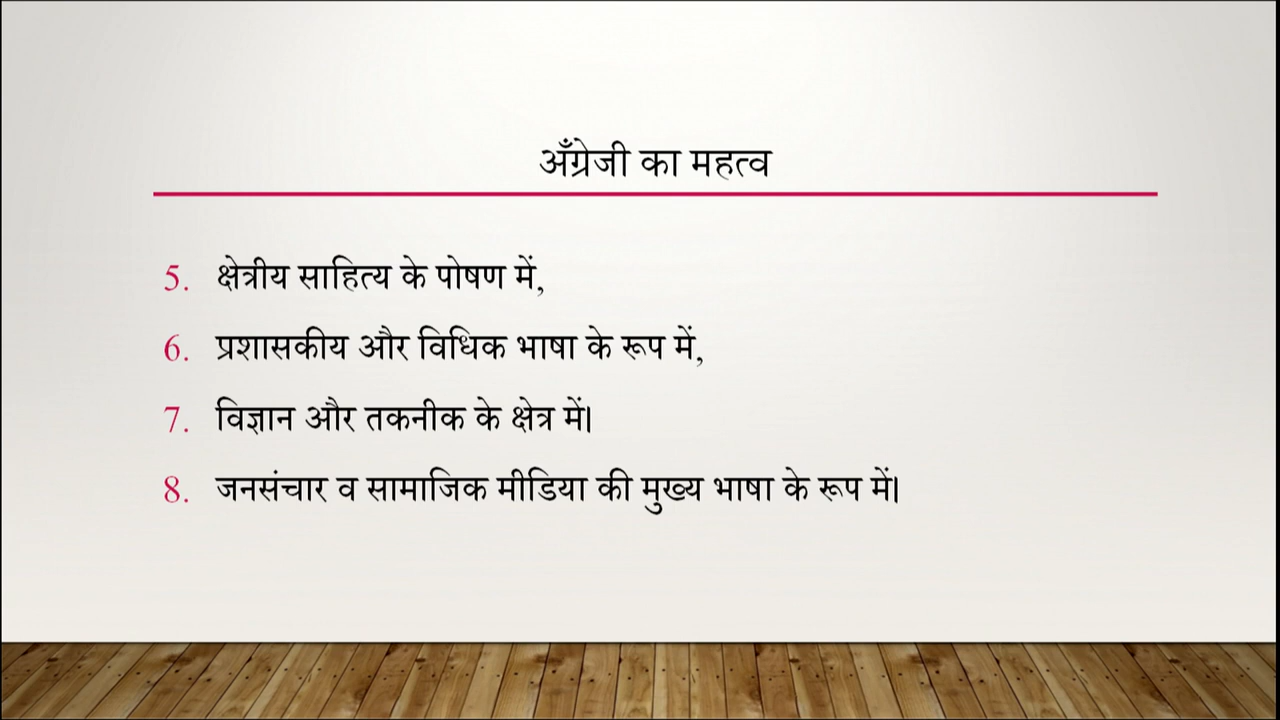 अँग्रेजी का महत्व
5. क्षेत्रीय साहित्य के पोषण में,
6. प्रशासकीय और विधिक भाषा के रूप में,
7. विज्ञान और तकनीक के क्षेत्र में।
8. जनसंचार व सामाजिक मीडिया की मुख्य भाषा के रूप में।